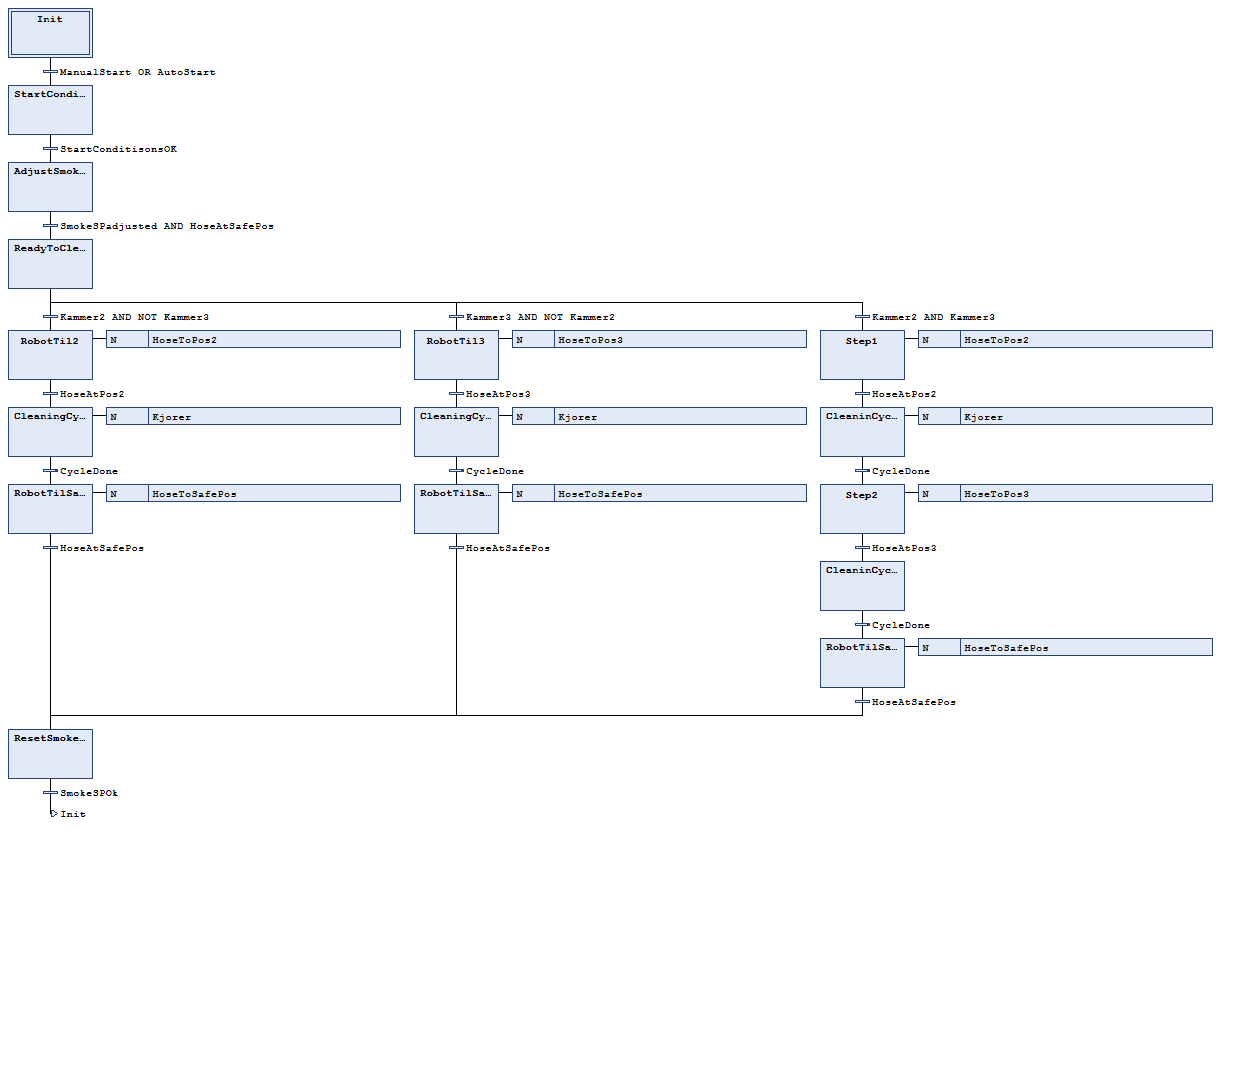 Init
ManualStart OR AutoStart
StartCondi…
StartConditisonsOK
AdjustSmok…
SmokeSPadjusted AND HoseAtSafePos
ReadyToCle…
Kammer2 AND NOT Kammer3 Kammer3 AND NOT Kammer2 Kammer2 AND Kammer3
RobotTil2 N HoseToPos2 RobotTil3 N HoseToPos3 Step1 N HoseToPos2
HoseAtPos2 HoseAtPos3 HoseAtPos2
CleaningCy… N Kjorer CleaningCy… N Kjorer CleaninCyc… N Kjorer
CycleDone CycleDone CycleDone
RobotTilSa… N HoseToSafePos RobotTilSa… N HoseToSafePos Step2 N HoseToPos3
HoseAtSafePos HoseAtSafePos HoseAtPos3
CleaninCyc…
CycleDone
RobotTilSa… N HoseToSafePos
HoseAtSafePos
ResetSmoke…
SmokeSPOk
Init